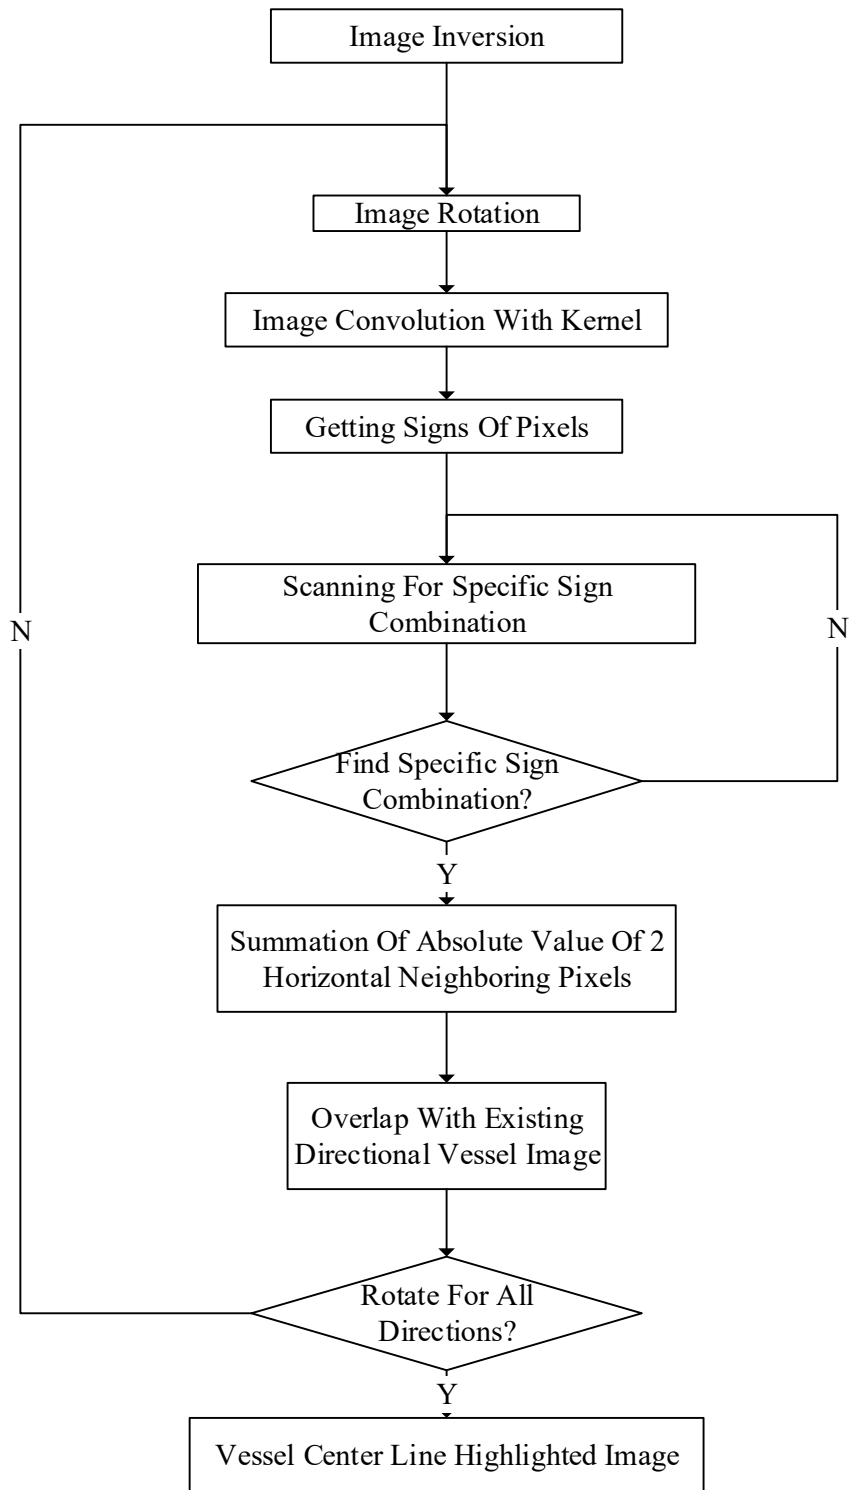 Image Inversion
Image Rotation
Image Convolution With Kernel
Getting Signs Of Pixels
Scanning For Specific Sign
Combination
N
N
Find Specific Sign
Combination?
Y
Summation Of Absolute Value Of 2
Horizontal Neighboring Pixels
Overlap With Existing
Directional Vessel Image
Rotate For All
Directions?
Y
Vessel Center Line Highlighted Image